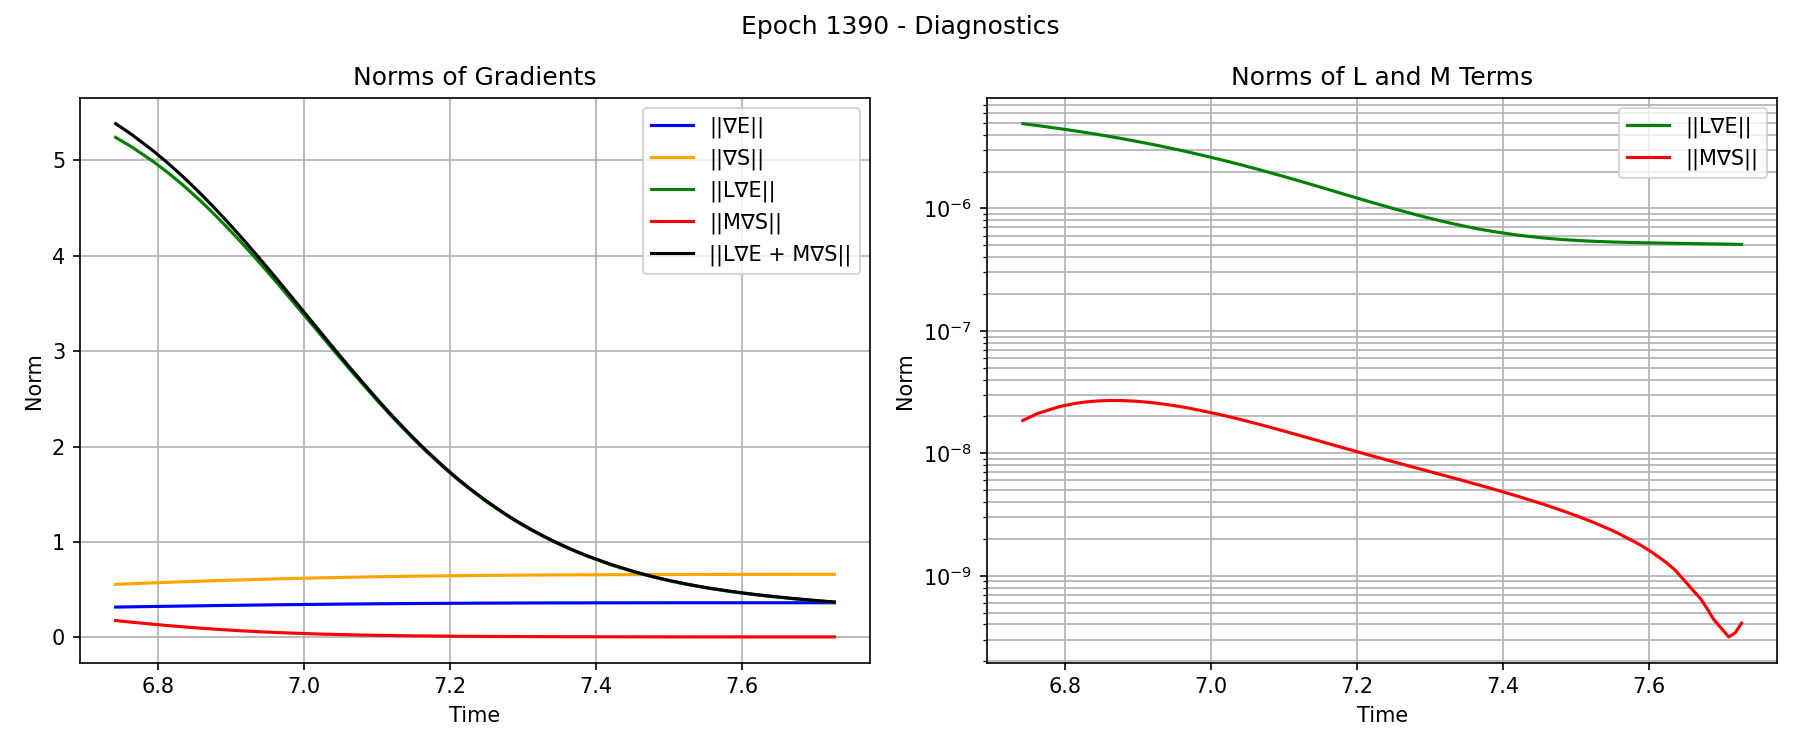 Epoch 1390 - Diagnostics
Norms of Gradients
||∇E||
||∇S||
||L∇E||
||M∇S||
||L∇E + M∇S||
5
4
3
2
1
0
Norm
6.8 7.0 7.2 7.4 7.6
Time
Norms of L and M Terms
||L∇E||
||M∇S||
10⁻⁶
10⁻⁷
10⁻⁸
10⁻⁹
Norm
6.8 7.0 7.2 7.4 7.6
Time